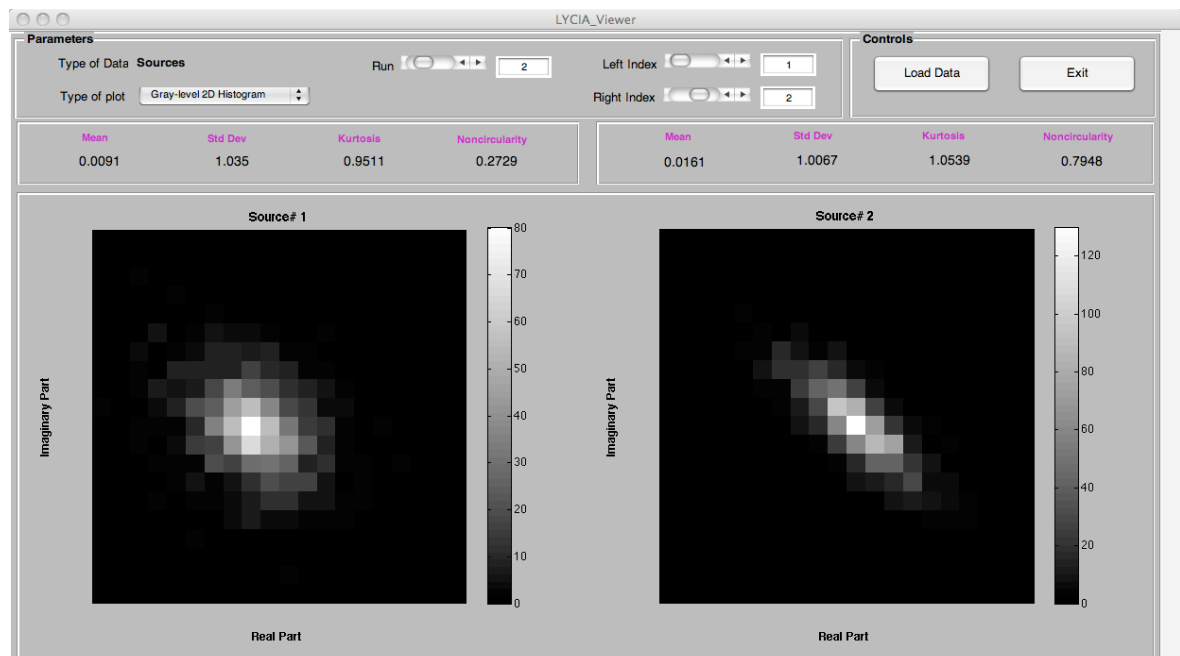 LYCIA_Viewer
Parameters
Type of Data Sources
Run
2
Left Index
1
Type of plot
Gray-level 2D Histogram
Right Index
2
Controls
Load Data
Exit
Mean
Std Dev
Kurtosis
Noncircularity
0.0091
1.035
0.9511
0.2729
Mean
Std Dev
Kurtosis
Noncircularity
0.0161
1.0067
1.0539
0.7948
Source# 1
Imaginary Part
Real Part
80
70
60
50
40
30
20
10
0
Source# 2
Imaginary Part
Real Part
120
100
80
60
40
20
0